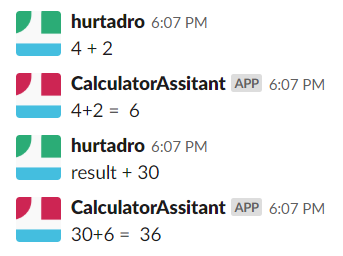 hurtadro 6:07 PM
4 + 2
CalculatorAssitant APP 6:07 PM
4+2 = 6
hurtadro 6:07 PM
result + 30
CalculatorAssitant APP 6:07 PM
30+6 = 36